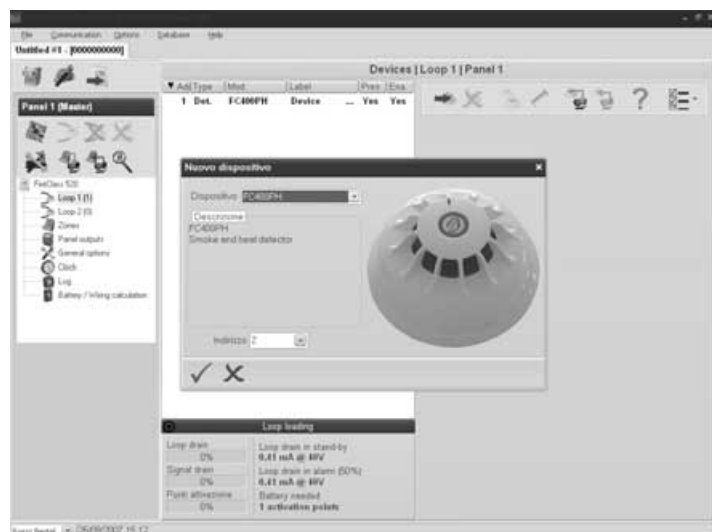 File Communication Options Database Help
Untitled #1 - [0000000000]
Devices | Loop 1 | Panel 1
Panel 1 (Master)
Adj Type Mod. Label Pres Ena.
1 Det. FC400PH Device ... Yes Yes
FireClass 520
Loop 1 (1)
Loop 2 (0)
Zones
Panel outputs
General options
Clock
Log
Battery / Wiring calculation
Nuovo dispositivo
Dispositivo FC400PH
Descrizione
FC400PH
Smoke and heat detector
Indirizzo 2
Loop loading
Loop drain
0%
Loop drain in stand-by
0.41 mA @ 40V
Signal drain
0%
Loop drain in alarm (50%)
0.41 mA @ 40V
Punti attivazione
0%
Battery needed
1 activation points